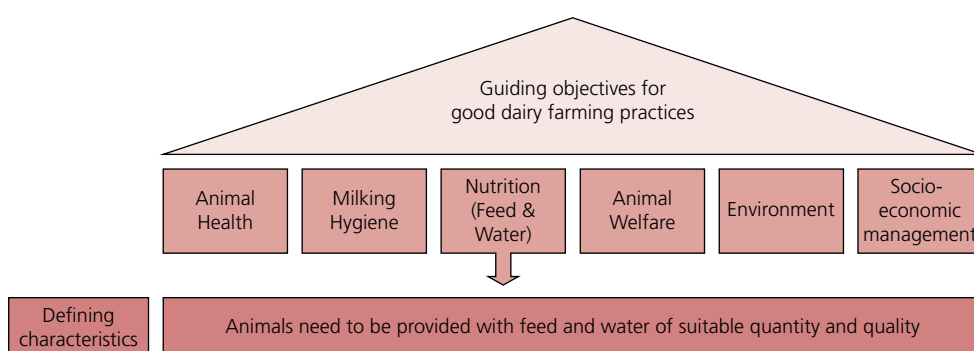 Guiding objectives for
good dairy farming practices
Animal
Health
Milking
Hygiene
Nutrition
(Feed &
Water)
Animal
Welfare
Environment
Socio-
economic
management
Defining
characteristics
Animals need to be provided with feed and water of suitable quantity and quality